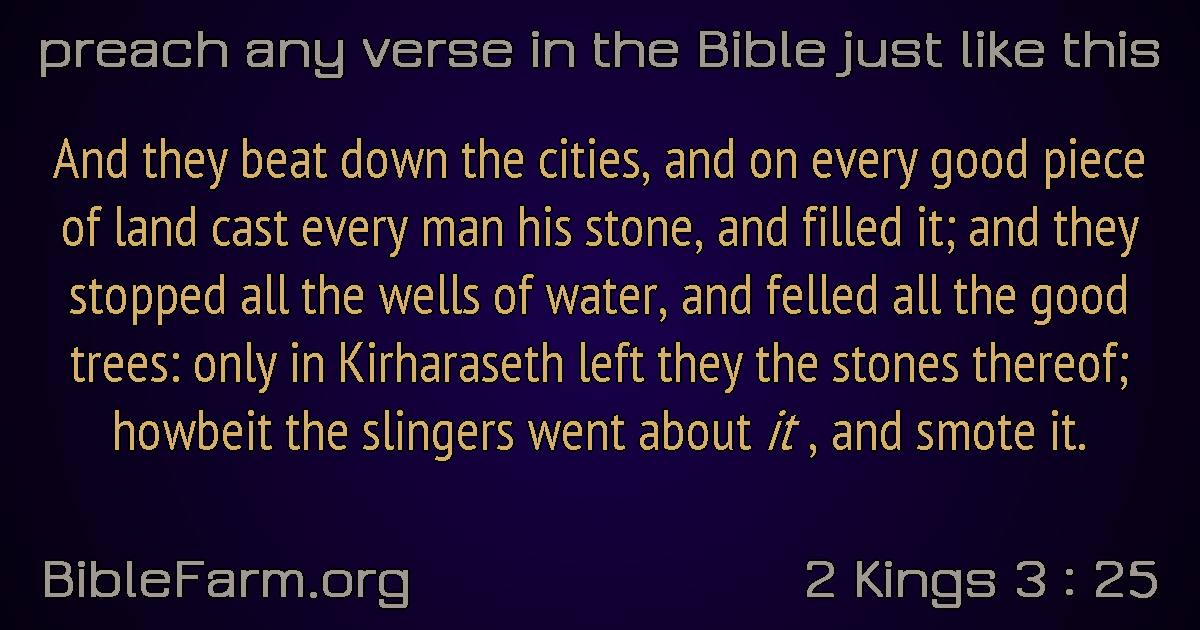 preach any verse in the Bible just like this
And they beat down the cities, and on every good piece
of land cast every man his stone, and filled it; and they
stopped all the wells of water, and felled all the good
trees: only in Kirharaseth left they the stones thereof;
howbeit the slingers went about it , and smote it.
BibleFarm.org
2 Kings 3 : 25